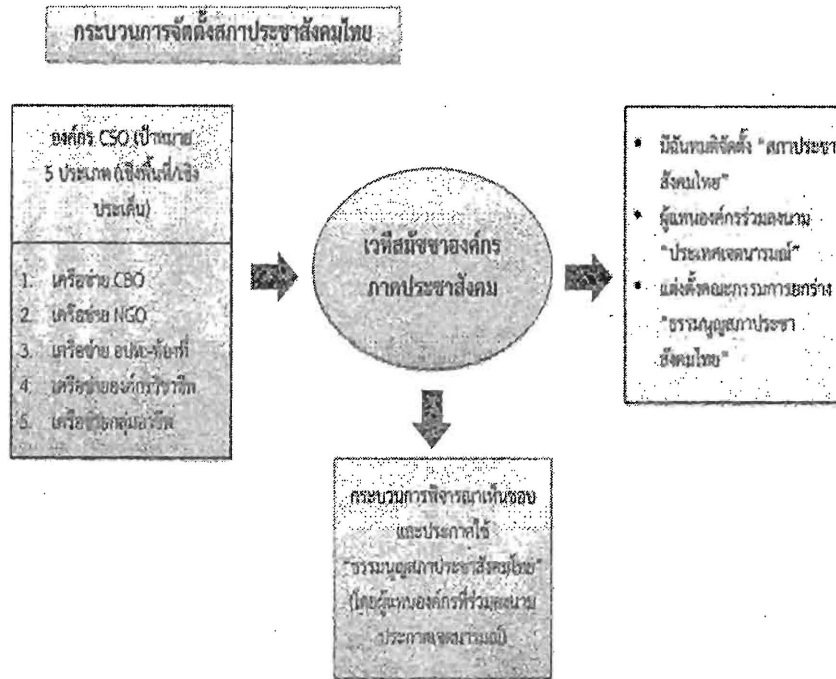 กระบวนการจัดตั้งสภาประชาสังคมไทย
องค์กร CSO (เป้าหมาย
5 ประเภท (เชิงพื้นที่/เชิง
ประเด็น)
1. เครือข่าย CBO
2. เครือข่าย NGO
3. เครือข่าย อปท.-ท้องที่
4. เครือข่ายองค์กรวิชาชีพ
5. เครือข่ายกลุ่มอาชีพ
เวทีสมัชชาองค์กร
ภาคประชาสังคม
• มีฉันทมติจัดตั้ง "สภาประชา
สังคมไทย"
• ผู้แทนองค์กรร่วมลงนาม
"ประเทศเจตนารมณ์"
• แต่งตั้งคณะกรรมการยกร่าง
"ธรรมนูญสภาประชา
สังคมไทย"
กระบวนการพิจารณาเห็นชอบ
และประกาศใช้
"ธรรมนูญสภาประชาสังคมไทย"
(โดยผู้แทนองค์กรที่ร่วมลงนาม
ประกาศเจตนารมณ์)